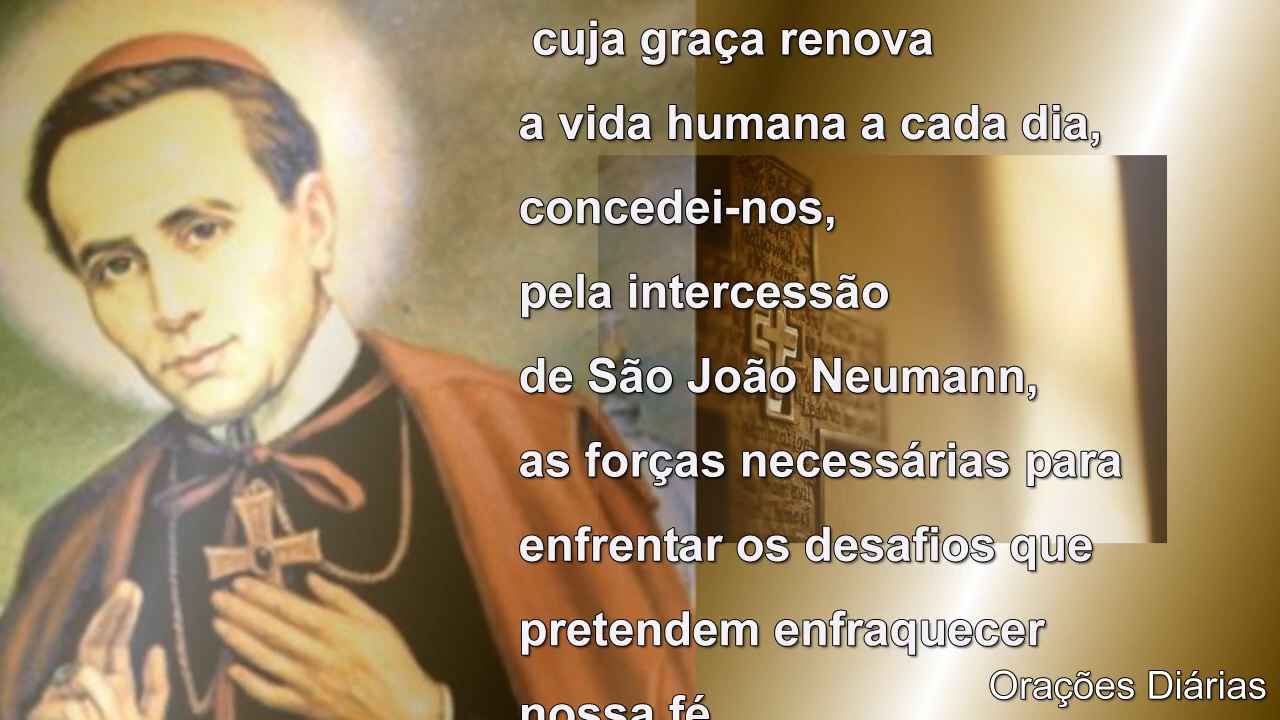 cuja graça renova
a vida humana a cada dia,
concedei-nos,
pela intercessão
de São João Neumann,
as forças necessárias para
enfrentar os desafios que
pretendem enfraquecer
nossa fé
Orações Diárias